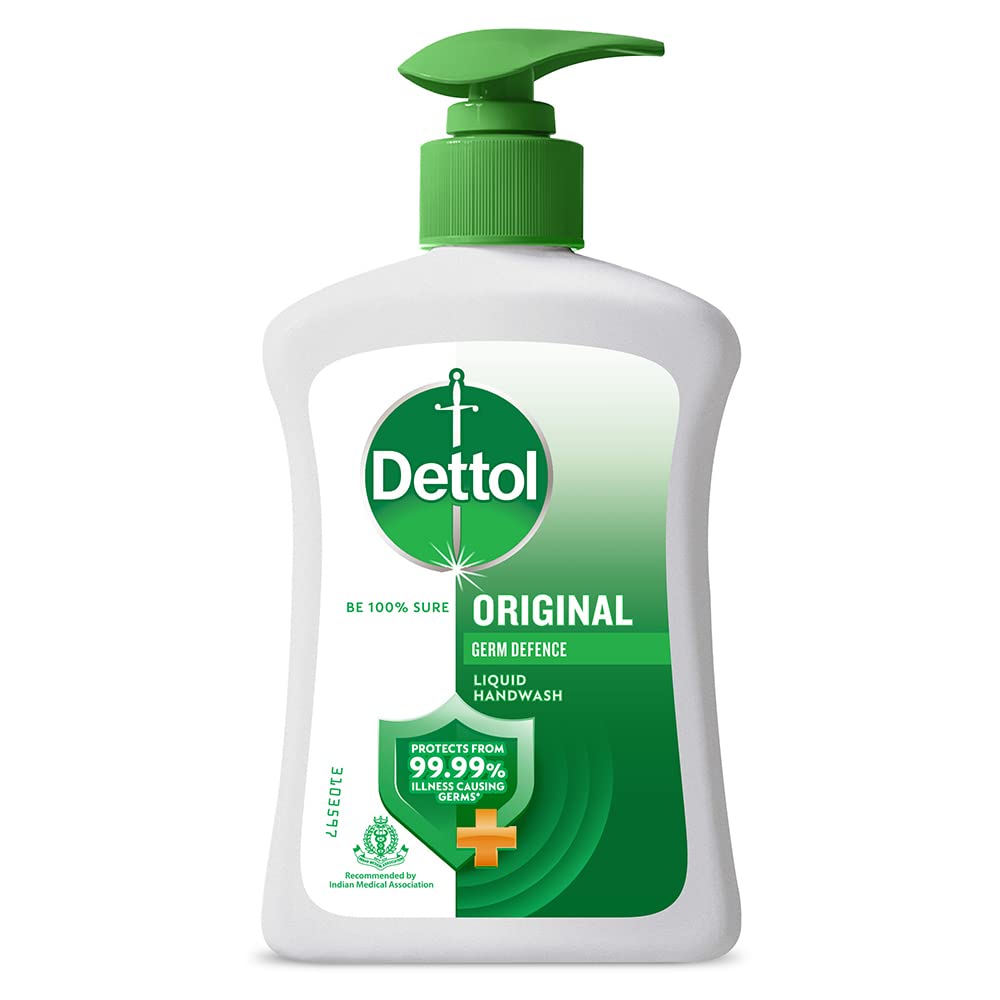 Dettol
BE 100% SURE
ORIGINAL
GERM DEFENCE
LIQUID
HANDWASH
PROTECTS FROM
99.99%
ILLNESS CAUSING
GERMS*
3203597
Recommended by
Indian Medical Association